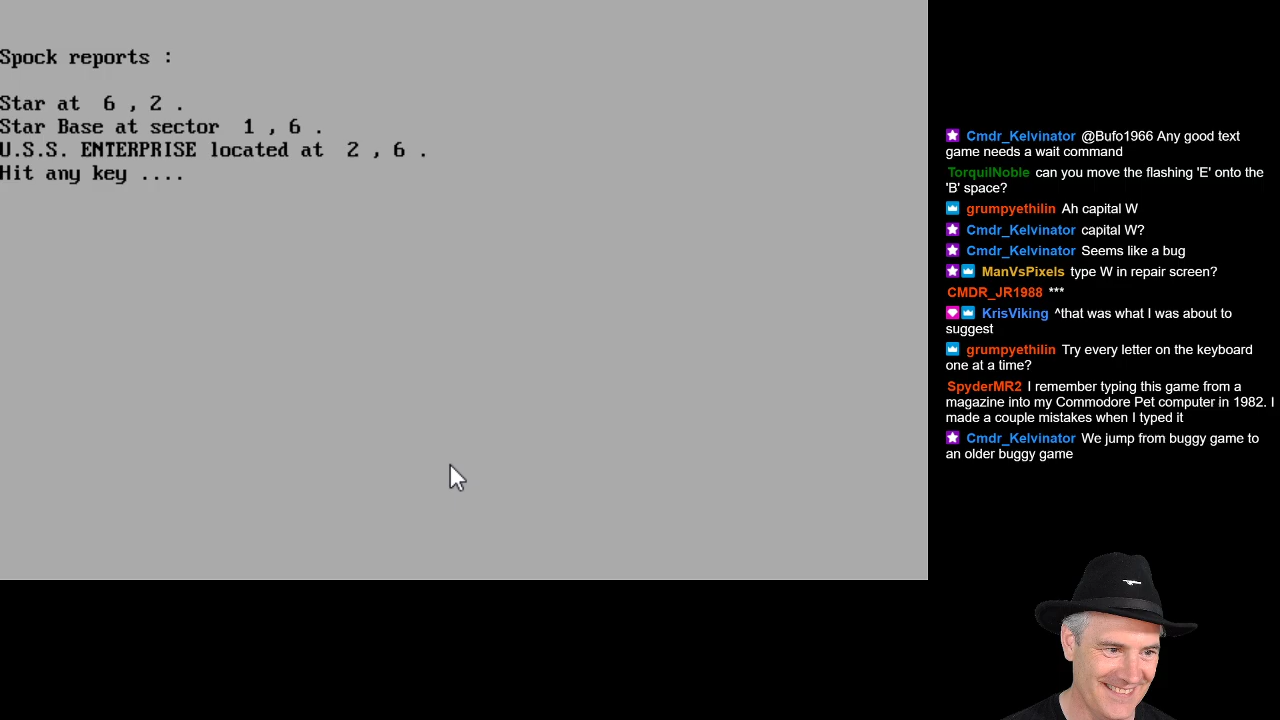 Spock reports :
Star at 6 , 2 .
Star Base at sector 1 , 6 .
U.S.S. ENTERPRISE located at 2 , 6 .
Hit any key ....
Cmdr_Kelvinator @Bufo1966 Any good text
game needs a wait command
TorquilNoble can you move the flashing 'E' onto the
'B' space?
grumpyethilin Ah capital W
Cmdr_Kelvinator capital W?
Cmdr_Kelvinator Seems like a bug
ManVsPixels type W in repair screen?
CMDR_JR1988 ***
KrisViking ^that was what I was about to
suggest
grumpyethilin Try every letter on the keyboard
one at a time?
SpyderMR2 I remember typing this game from a
magazine into my Commodore Pet computer in 1982. I
made a couple mistakes when I typed it
Cmdr_Kelvinator We jump from buggy game to
an older buggy game